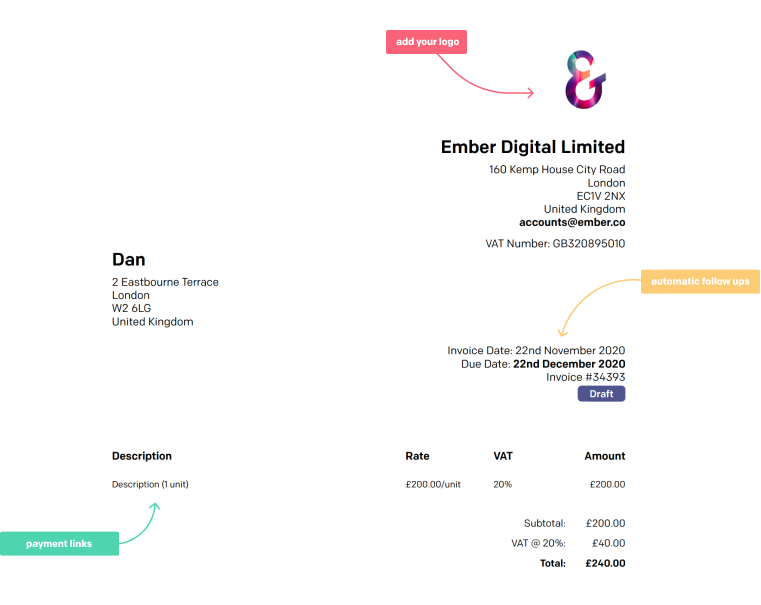 add your logo
&
Ember Digital Limited
160 Kemp House City Road
London
EC1V 2NX
United Kingdom
accounts@ember.co
VAT Number: GB320895010
Dan
2 Eastbourne Terrace
London
W2 6LG
United Kingdom
automatic follow ups
Invoice Date: 22nd November 2020
Due Date: 22nd December 2020
Invoice #34393
Draft
Description Rate VAT Amount
Description (1 unit) £200.00/unit 20% £200.00
payment links
Subtotal: £200.00
VAT @ 20%: £40.00
Total: £240.00